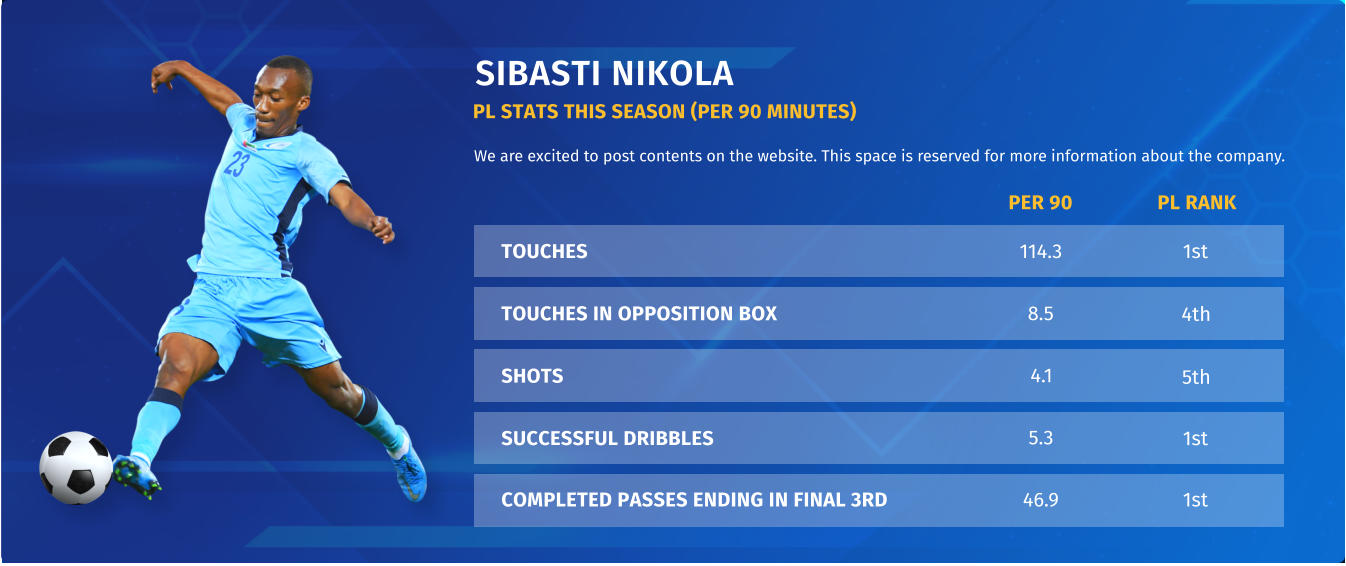 SIBASTI NIKOLA
PL STATS THIS SEASON (PER 90 MINUTES)
We are excited to post contents on the website. This space is reserved for more information about the company.
PER 90 PL RANK
TOUCHES 114.3 1st
TOUCHES IN OPPOSITION BOX 8.5 4th
SHOTS 4.1 5th
SUCCESSFUL DRIBBLES 5.3 1st
COMPLETED PASSES ENDING IN FINAL 3RD 46.9 1st
23